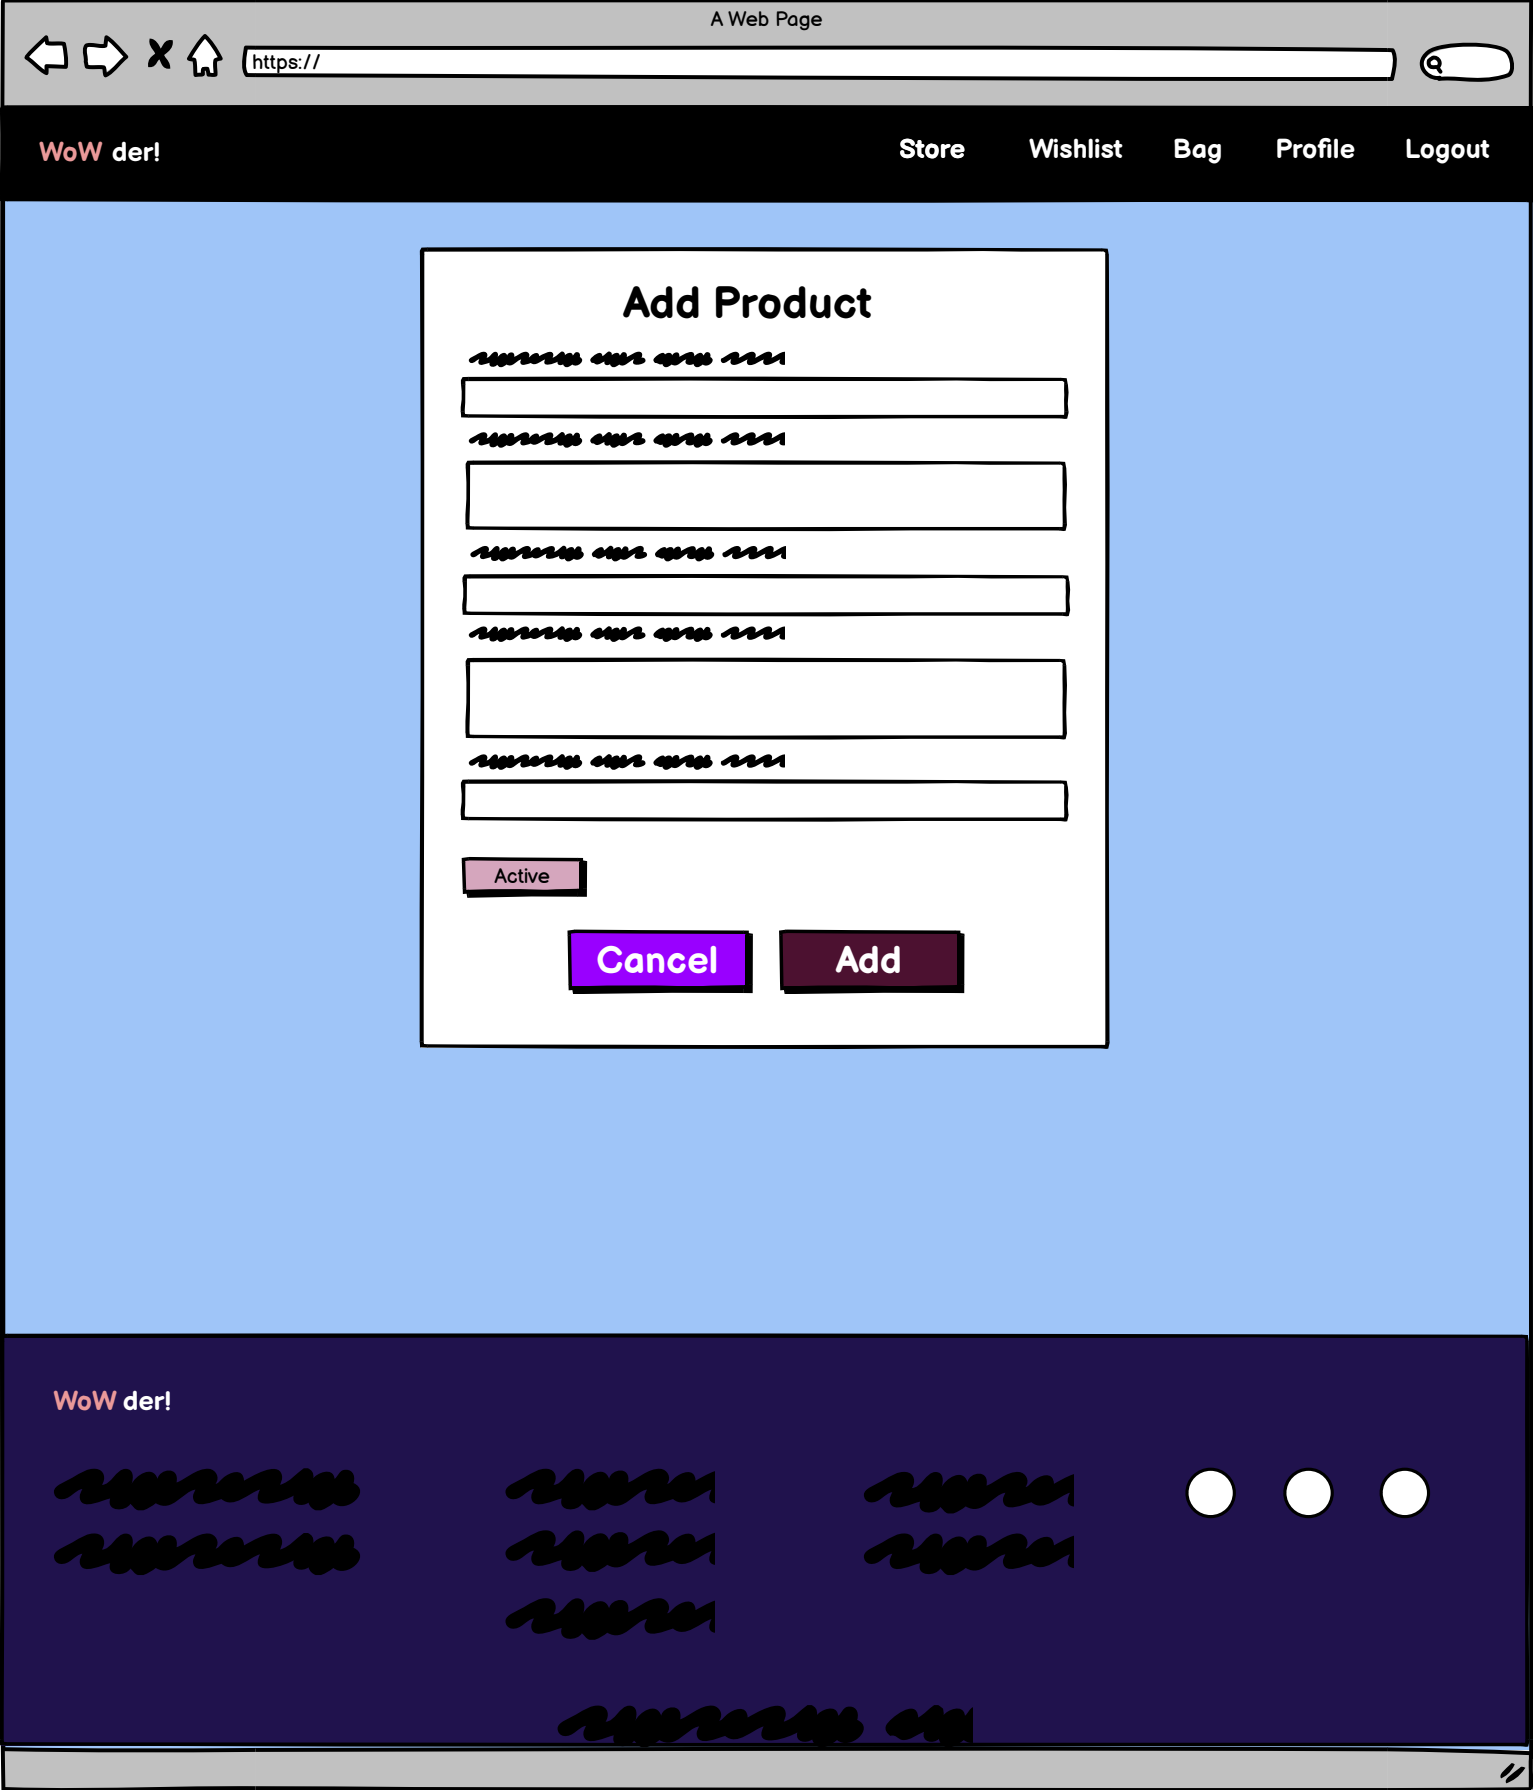 A Web Page
https://
WoW der!
Store Wishlist Bag Profile Logout
Add Product
Active
Cancel Add
WoW der!